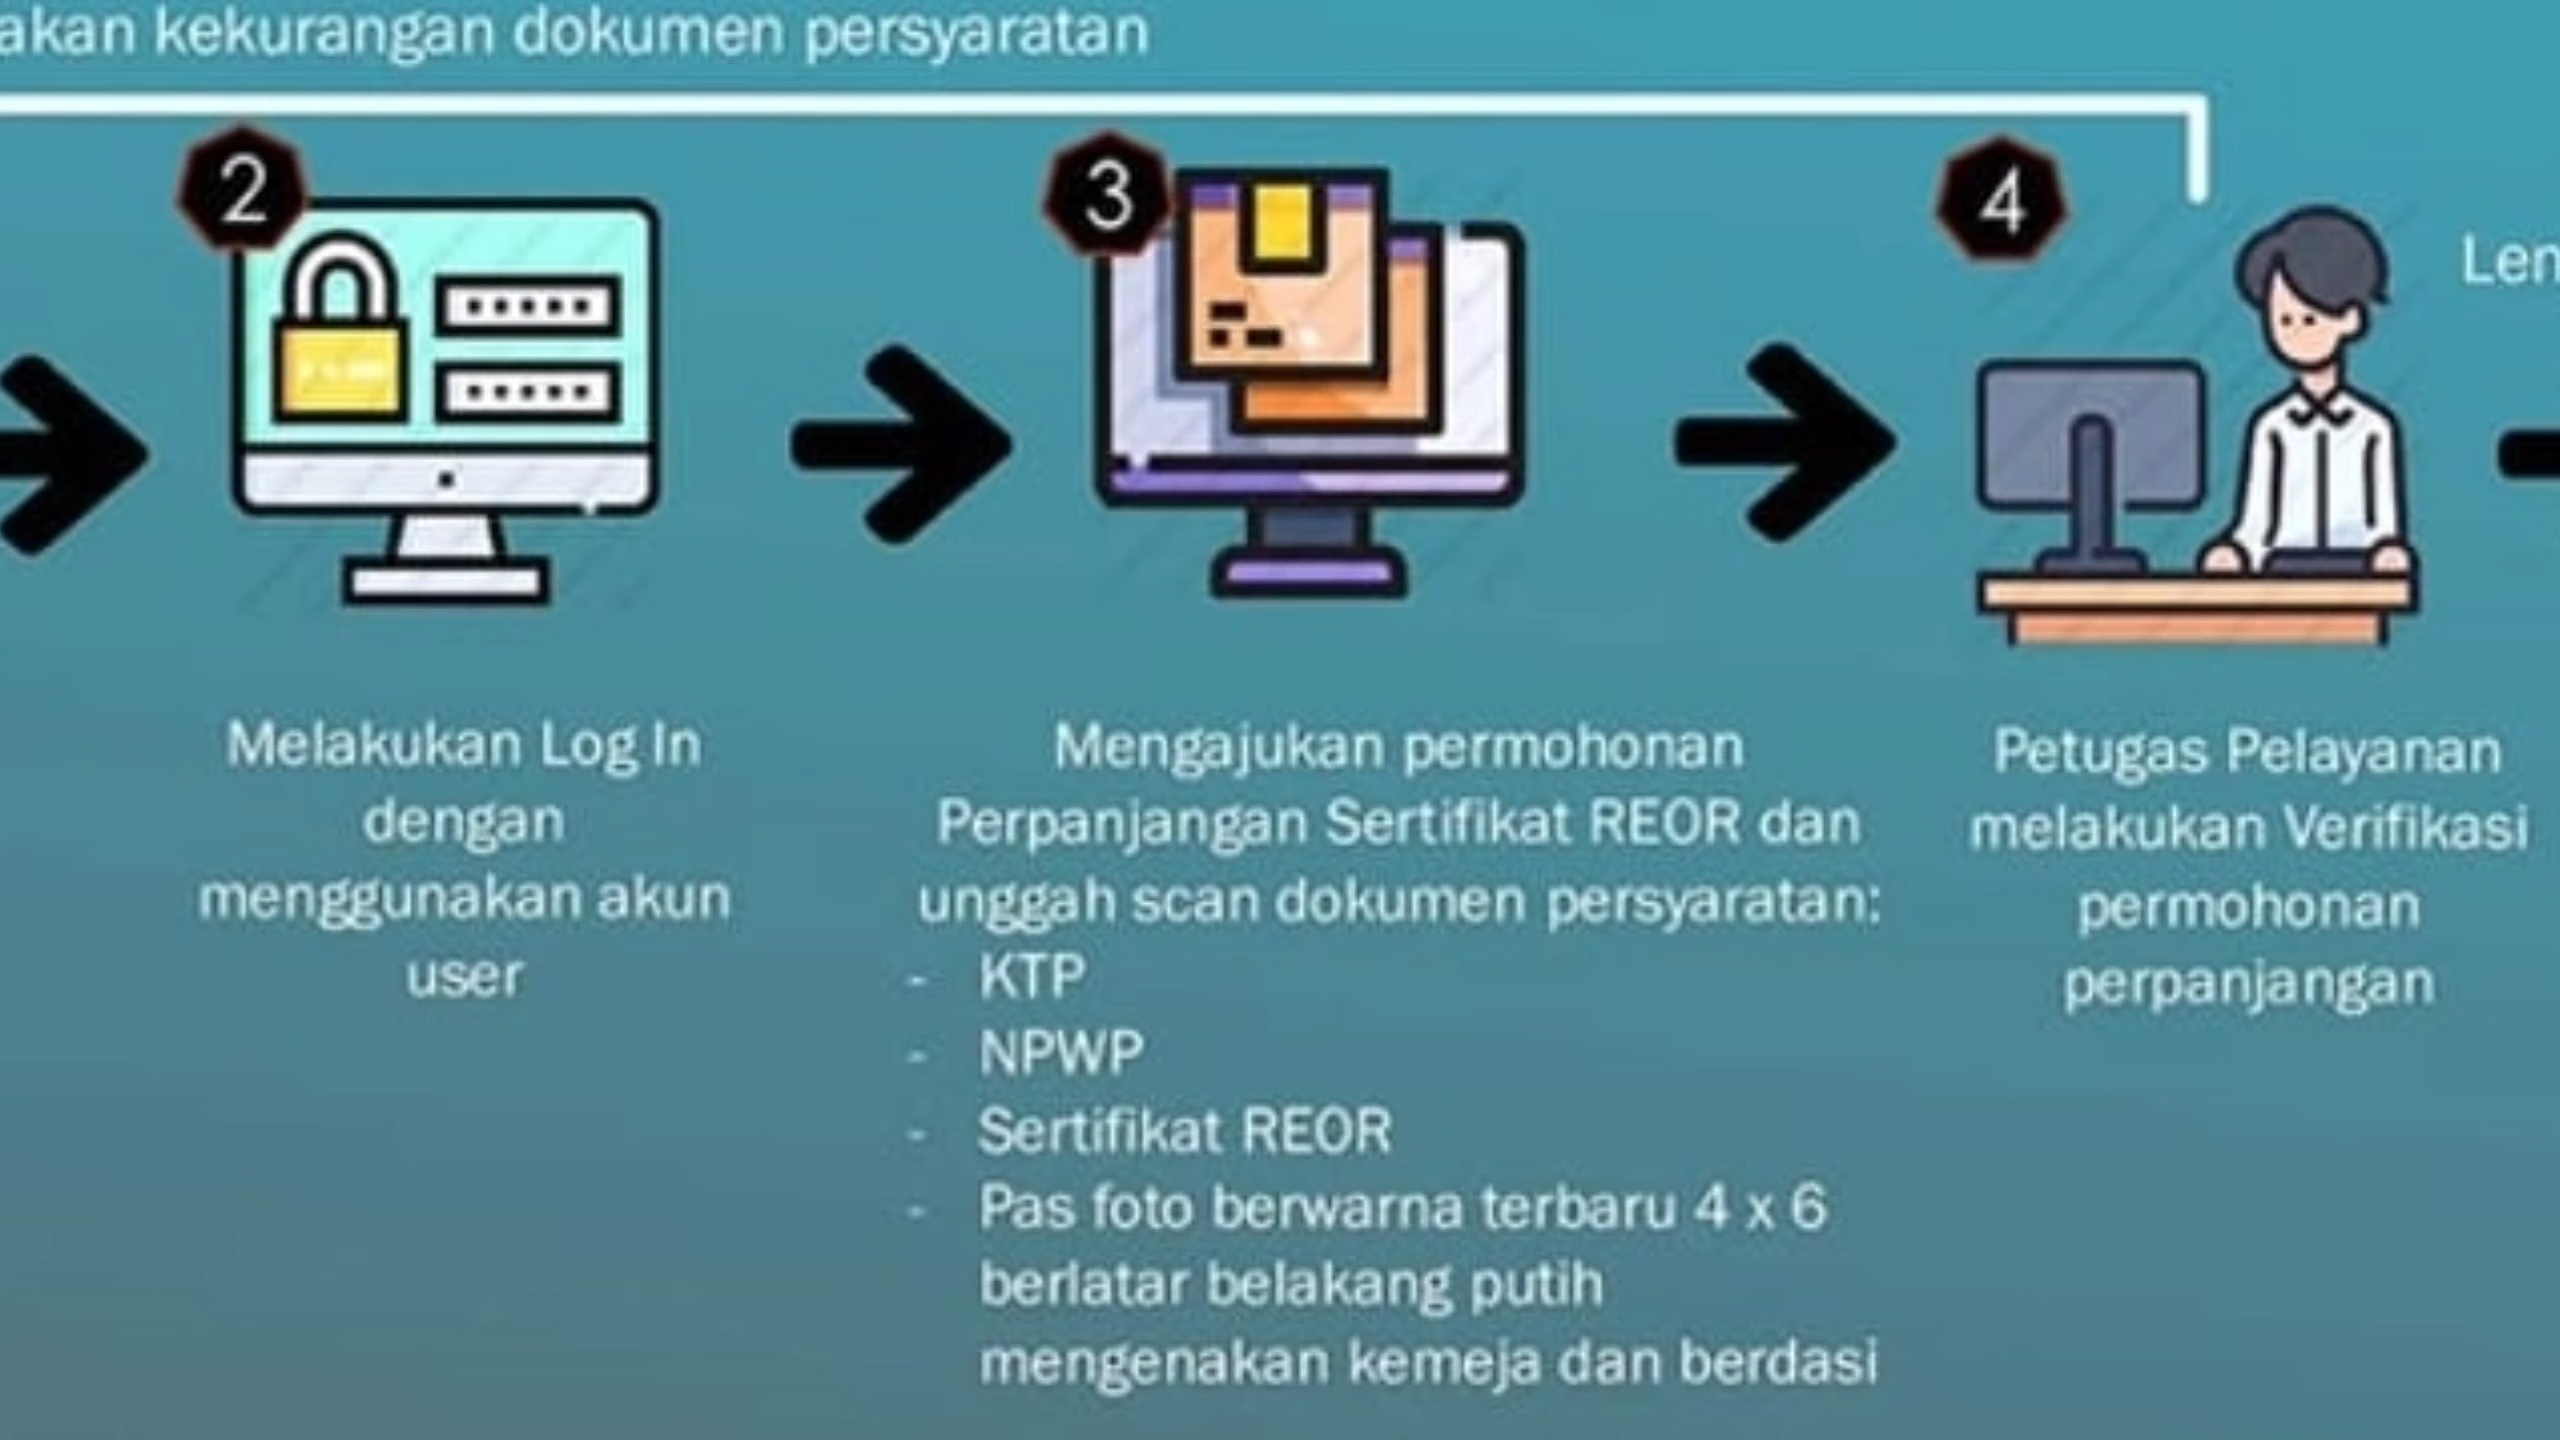 akan kekurangan dokumen persyaratan
2
3
4
Len
Melakukan Log In
dengan
menggunakan akun
user
Mengajukan permohonan
Perpanjangan Sertifikat REOR dan
unggah scan dokumen persyaratan:
- KTP
- NPWP
- Sertifikat REOR
- Pas foto berwarna terbaru 4 x 6
berlatar belakang putih
mengenakan kemeja dan berdasi
Petugas Pelayanan
melakukan Verifikasi
permohonan
perpanjangan